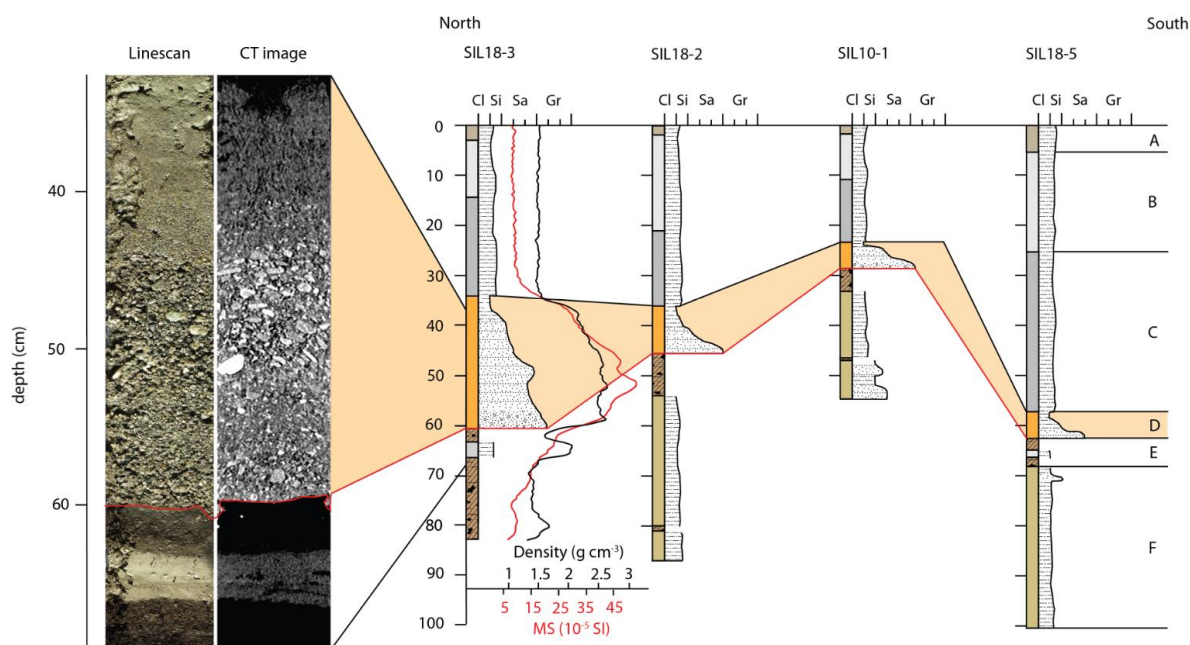 North
South
Linescan
CT image
SIL18-3
SIL18-2
SIL10-1
SIL18-5
Cl Si Sa Gr
Cl Si Sa Gr
Cl Si Sa Gr
Cl Si Sa Gr
depth (cm)
40
50
60
0
10
20
30
40
50
60
70
80
90
100
A
B
C
D
E
F
Density (g cm⁻³)
1 1.5 2 2.5 3
5 15 25 35 45
MS (10⁻⁵ SI)